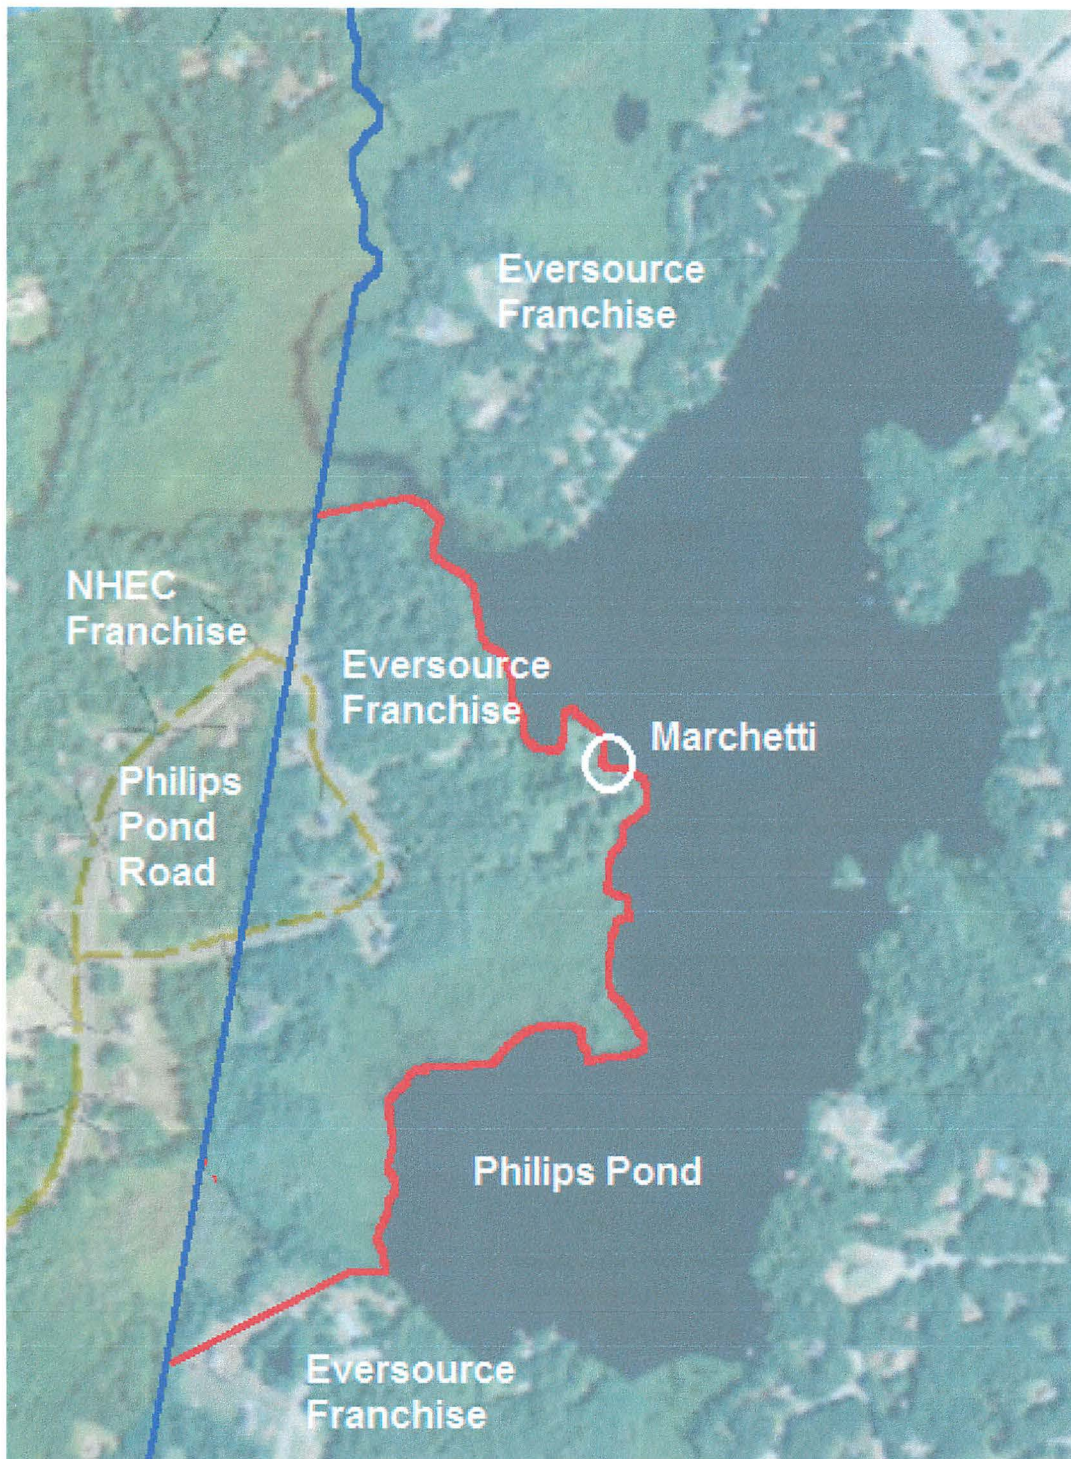 Eversource
Franchise
NHEC
Franchise
Eversource
Franchise
Marchetti
Philips
Pond
Road
Philips Pond
Eversource
Franchise